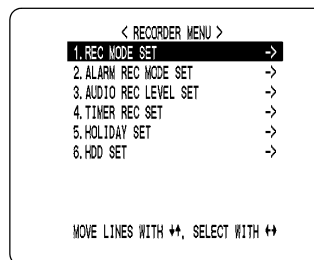 < RECORDER MENU >
1. REC MODE SET ->
2. ALARM REC MODE SET ->
3. AUDIO REC LEVEL SET ->
4. TIMER REC SET ->
5. HOLIDAY SET ->
6. HDD SET ->
MOVE LINES WITH ↓↑, SELECT WITH ←→